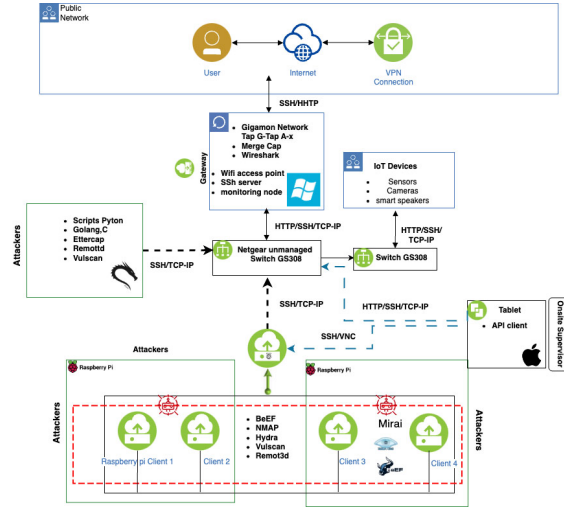 Public
Network
User
Internet
VPN
Connection
SSH/HHTP
Gateway
Gigamon Network
Tap G-Tap A-x
Merge Cap
Wireshark
Wifi access point
SSh server
monitoring node
IoT Devices
Sensors
Cameras
smart speakers
HTTP/SSH/TCP-IP
HTTP/SSH/
TCP-IP
Attackers
Scripts Pyton
Golang,C
Ettercap
Remottd
Vulscan
SSH/TCP-IP
Netgear unmanaged
Switch GS308
Switch GS308
SSH/TCP-IP
HTTP/SSH/TCP-IP
SSH/VNC
Tablet
API client
Onsite Supervisor
Attackers
Raspberry Pi
Raspberry Pi
Attackers
Attackers
BeEF
NMAP
Hydra
Vulscan
Remot3d
Mirai
Raspberry pi Client 1
Client 2
Client 3
Client 4